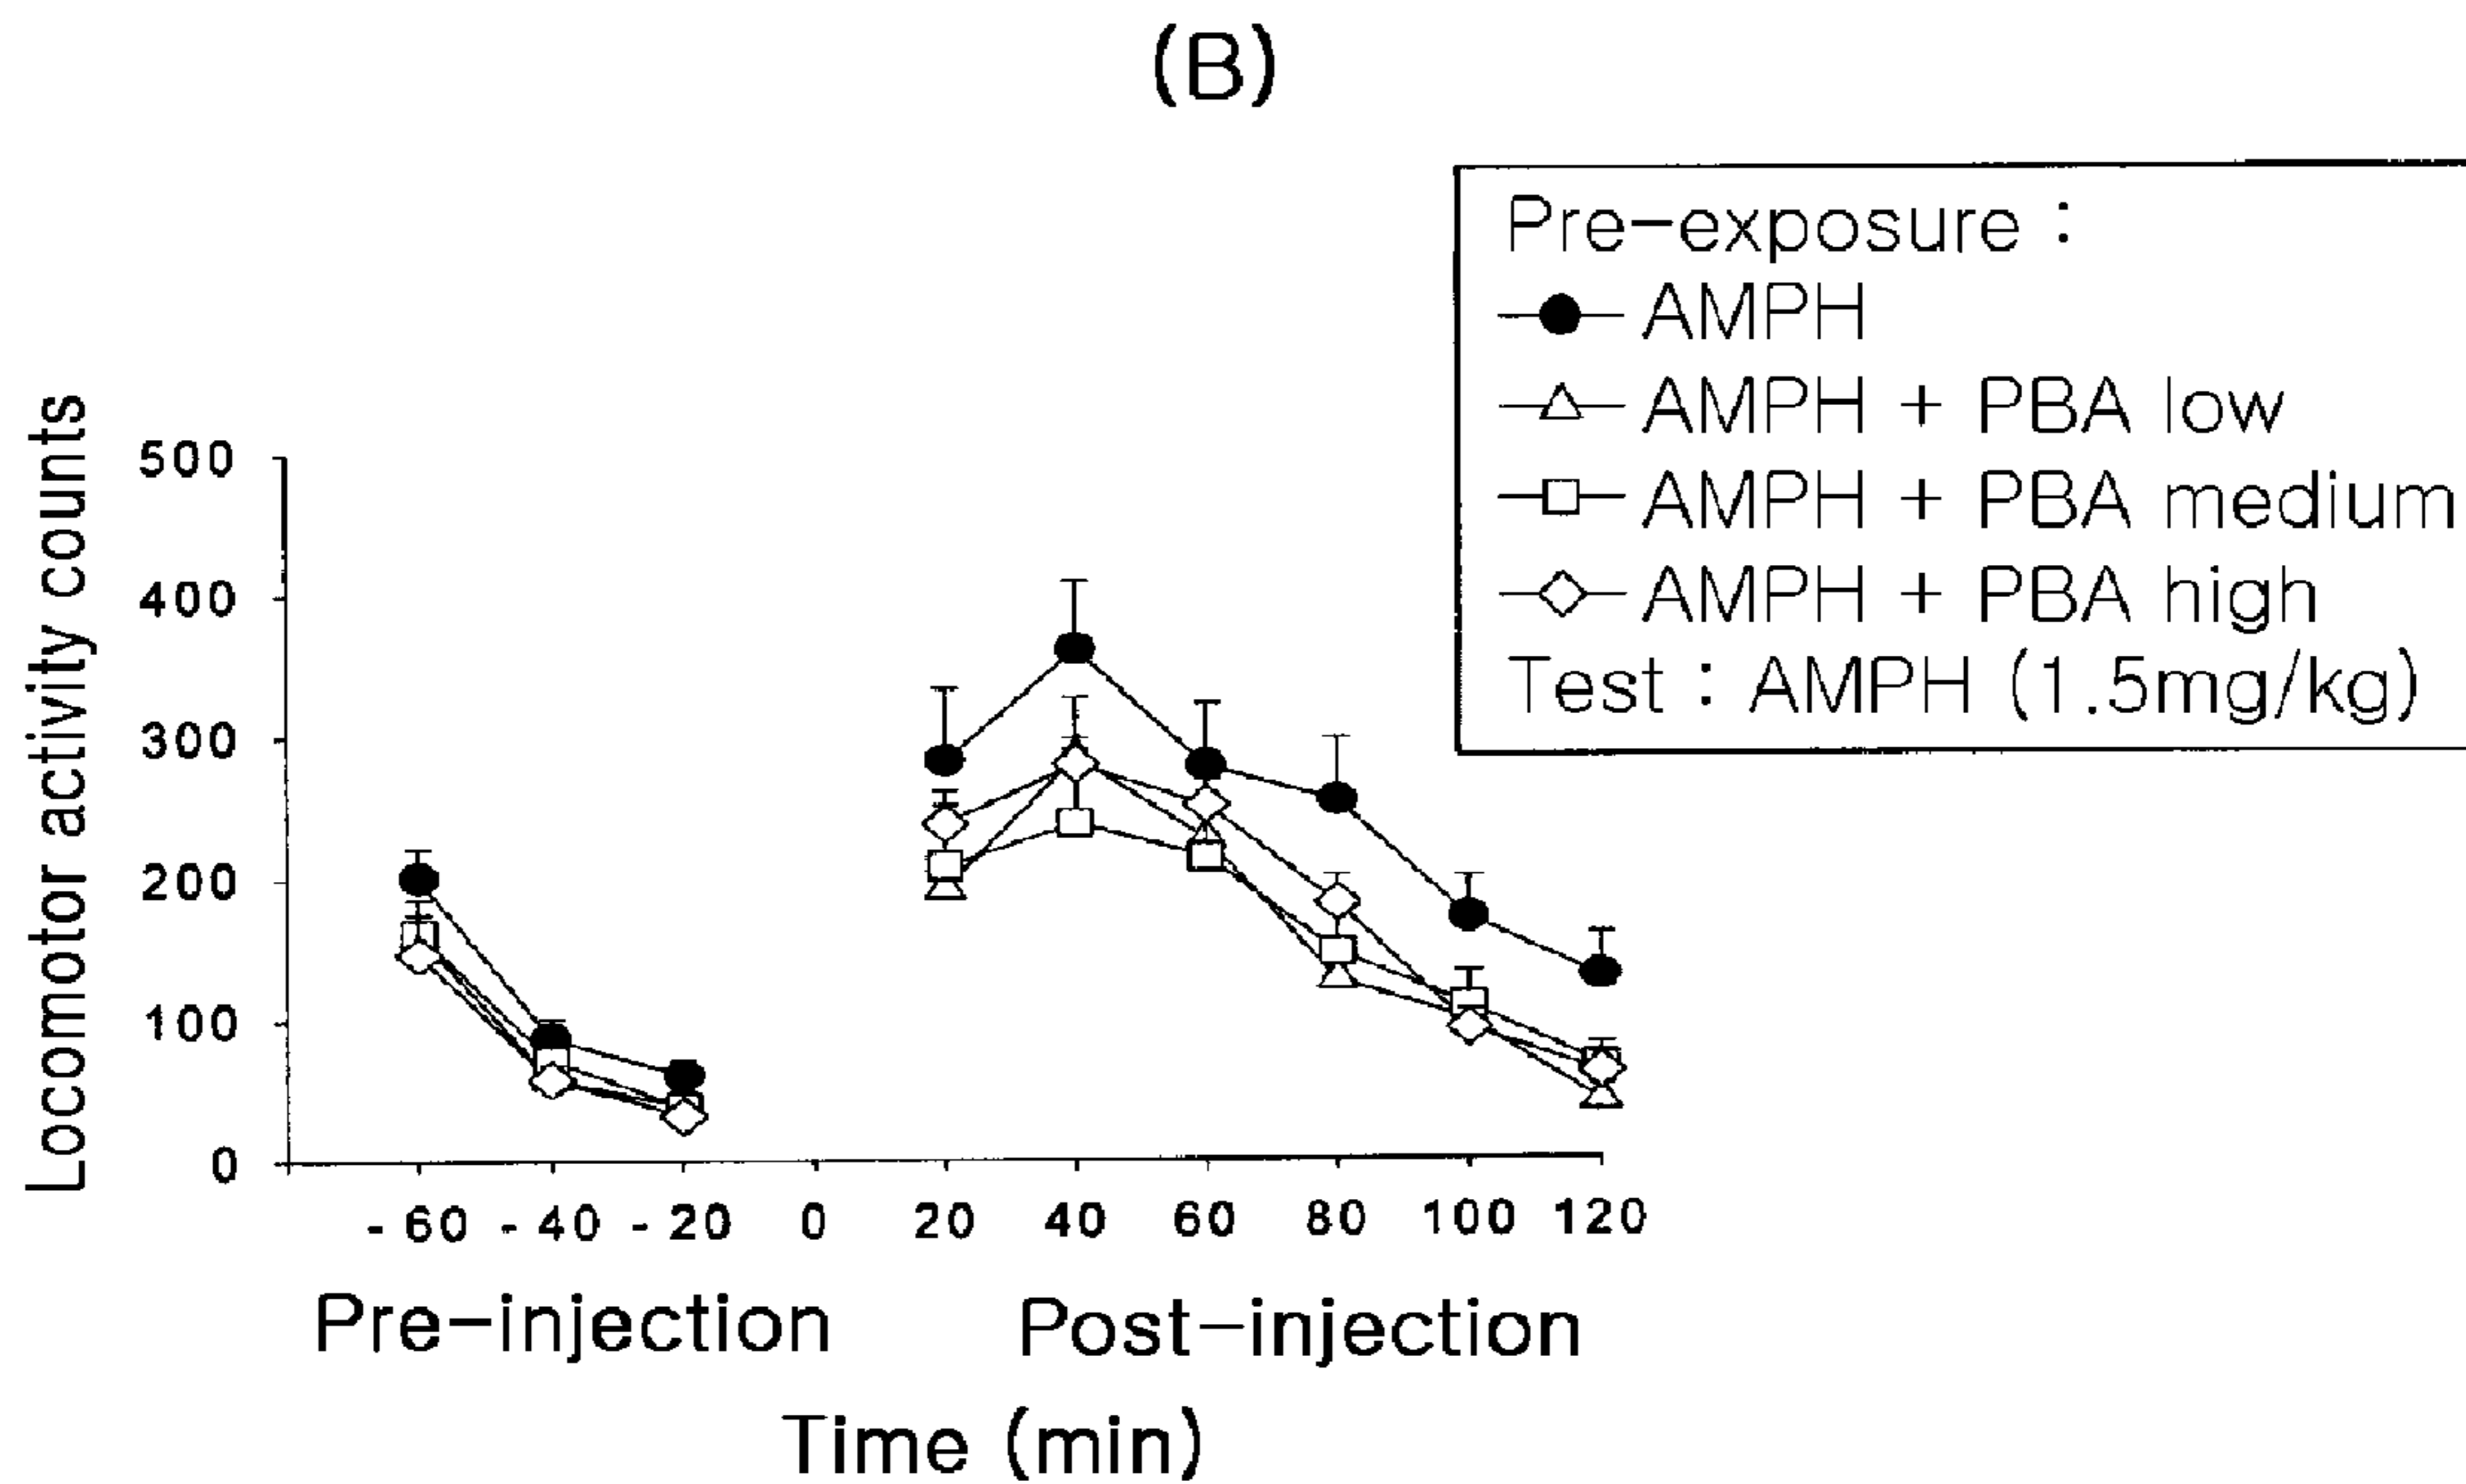 (B)
Pre-exposure :
AMPH
AMPH + PBA low
AMPH + PBA medium
AMPH + PBA high
Test : AMPH (1.5mg/kg)
Locomotor activity counts
500
400
300
200
100
0
- 60 - 40 - 20 0 20 40 60 80 100 120
Pre-injection Post-injection
Time (min)